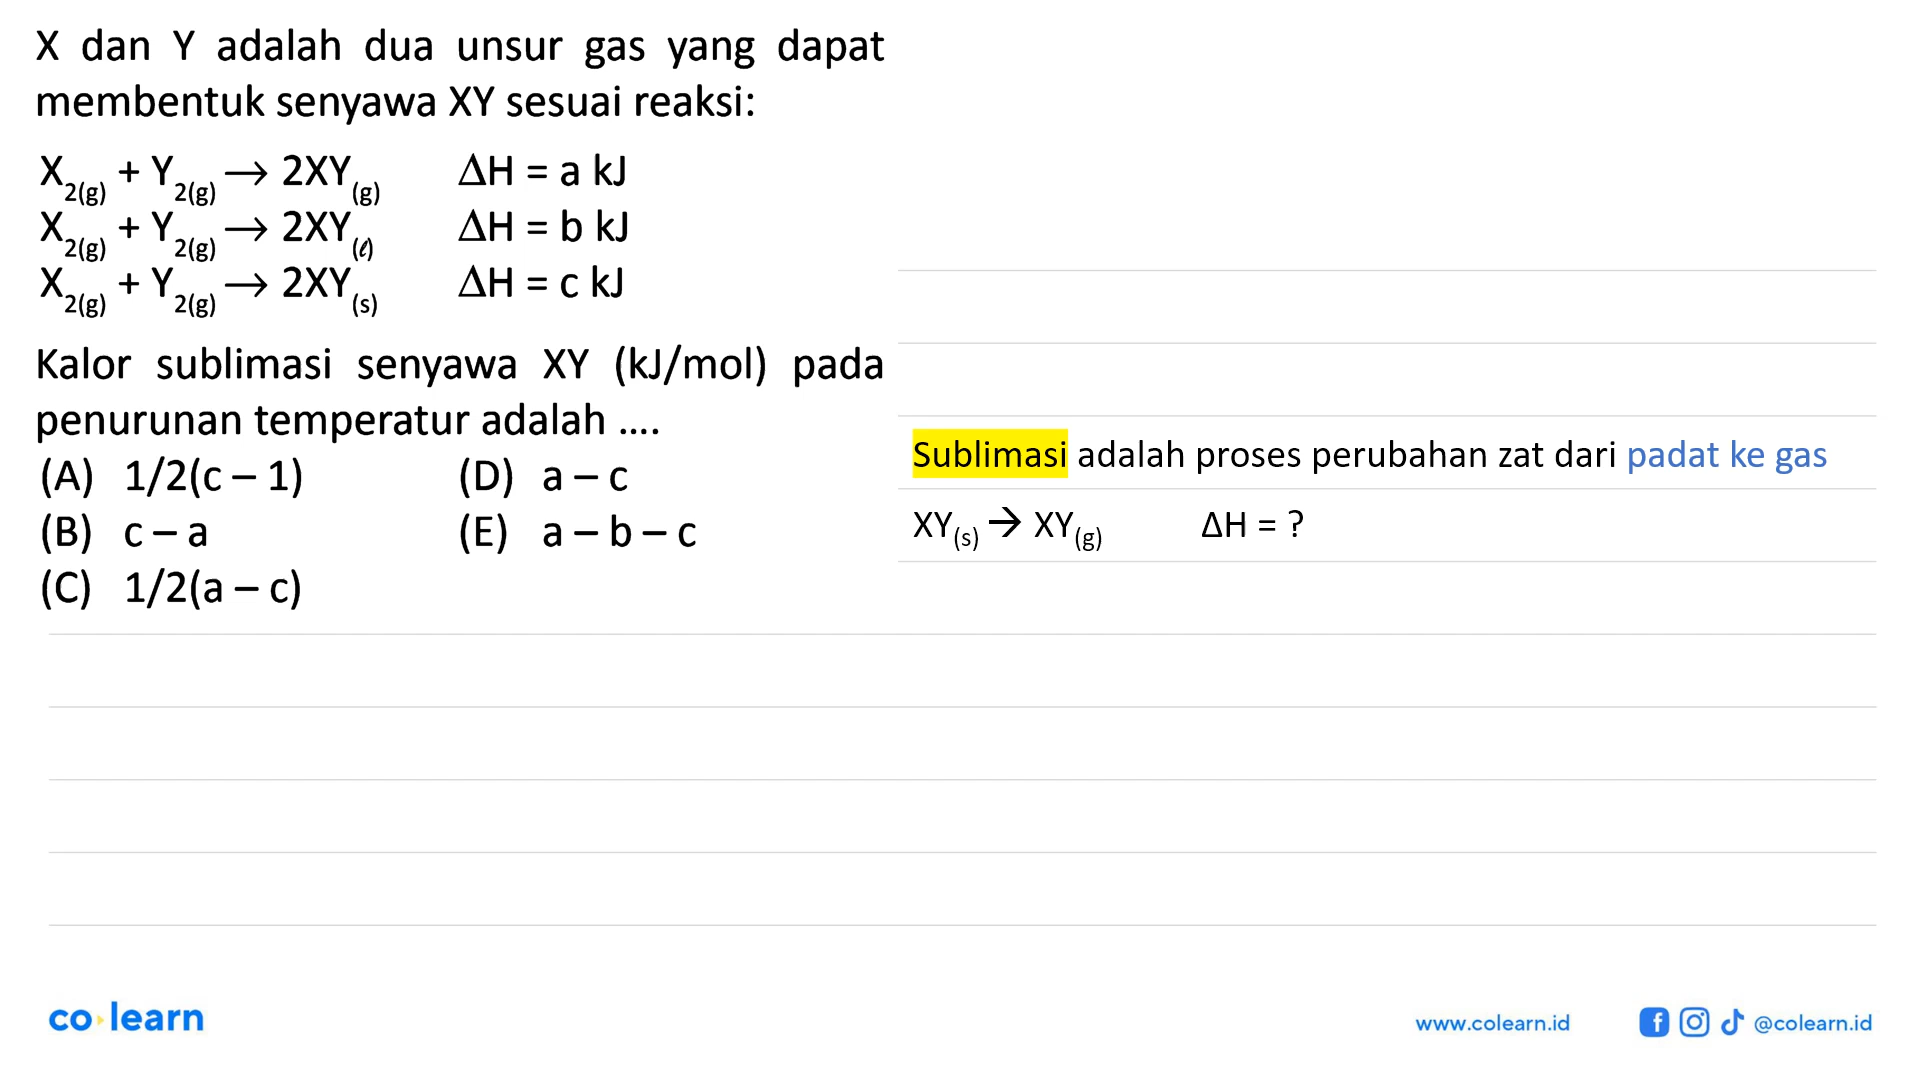 X dan Y adalah dua unsur gas yang dapat
membentuk senyawa XY sesuai reaksi:
X2(g) + Y2(g) → 2XY(g) ΔH = a kJ
X2(g) + Y2(g) → 2XY(ℓ) ΔH = b kJ
X2(g) + Y2(g) → 2XY(s) ΔH = c kJ
Kalor sublimasi senyawa XY (kJ/mol) pada
penurunan temperatur adalah ....
(A) 1/2(c – 1) (D) a – c
(B) c – a (E) a – b – c
(C) 1/2(a – c)
Sublimasi adalah proses perubahan zat dari padat ke gas
XY(s) → XY(g) ΔH = ?
co learn
www.colearn.id
@colearn.id